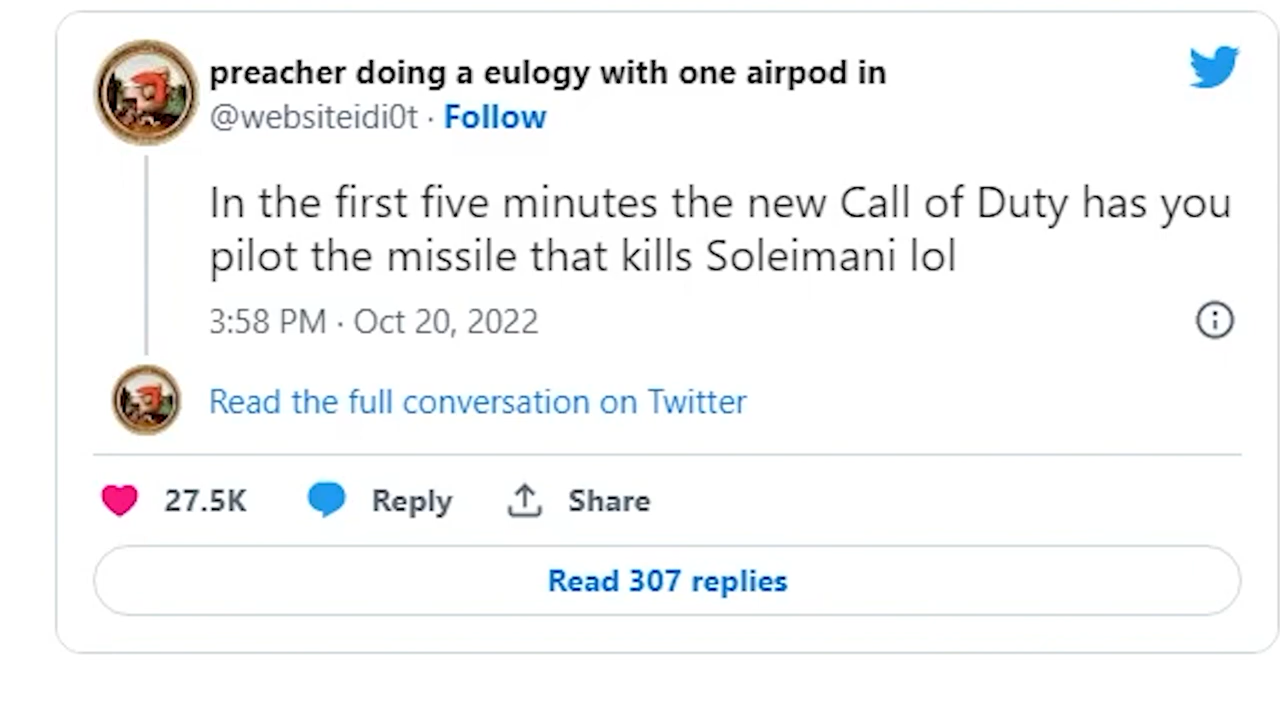 preacher doing a eulogy with one airpod in
@websiteidi0t · Follow
In the first five minutes the new Call of Duty has you
pilot the missile that kills Soleimani lol
3:58 PM · Oct 20, 2022
Read the full conversation on Twitter
27.5K Reply Share
Read 307 replies